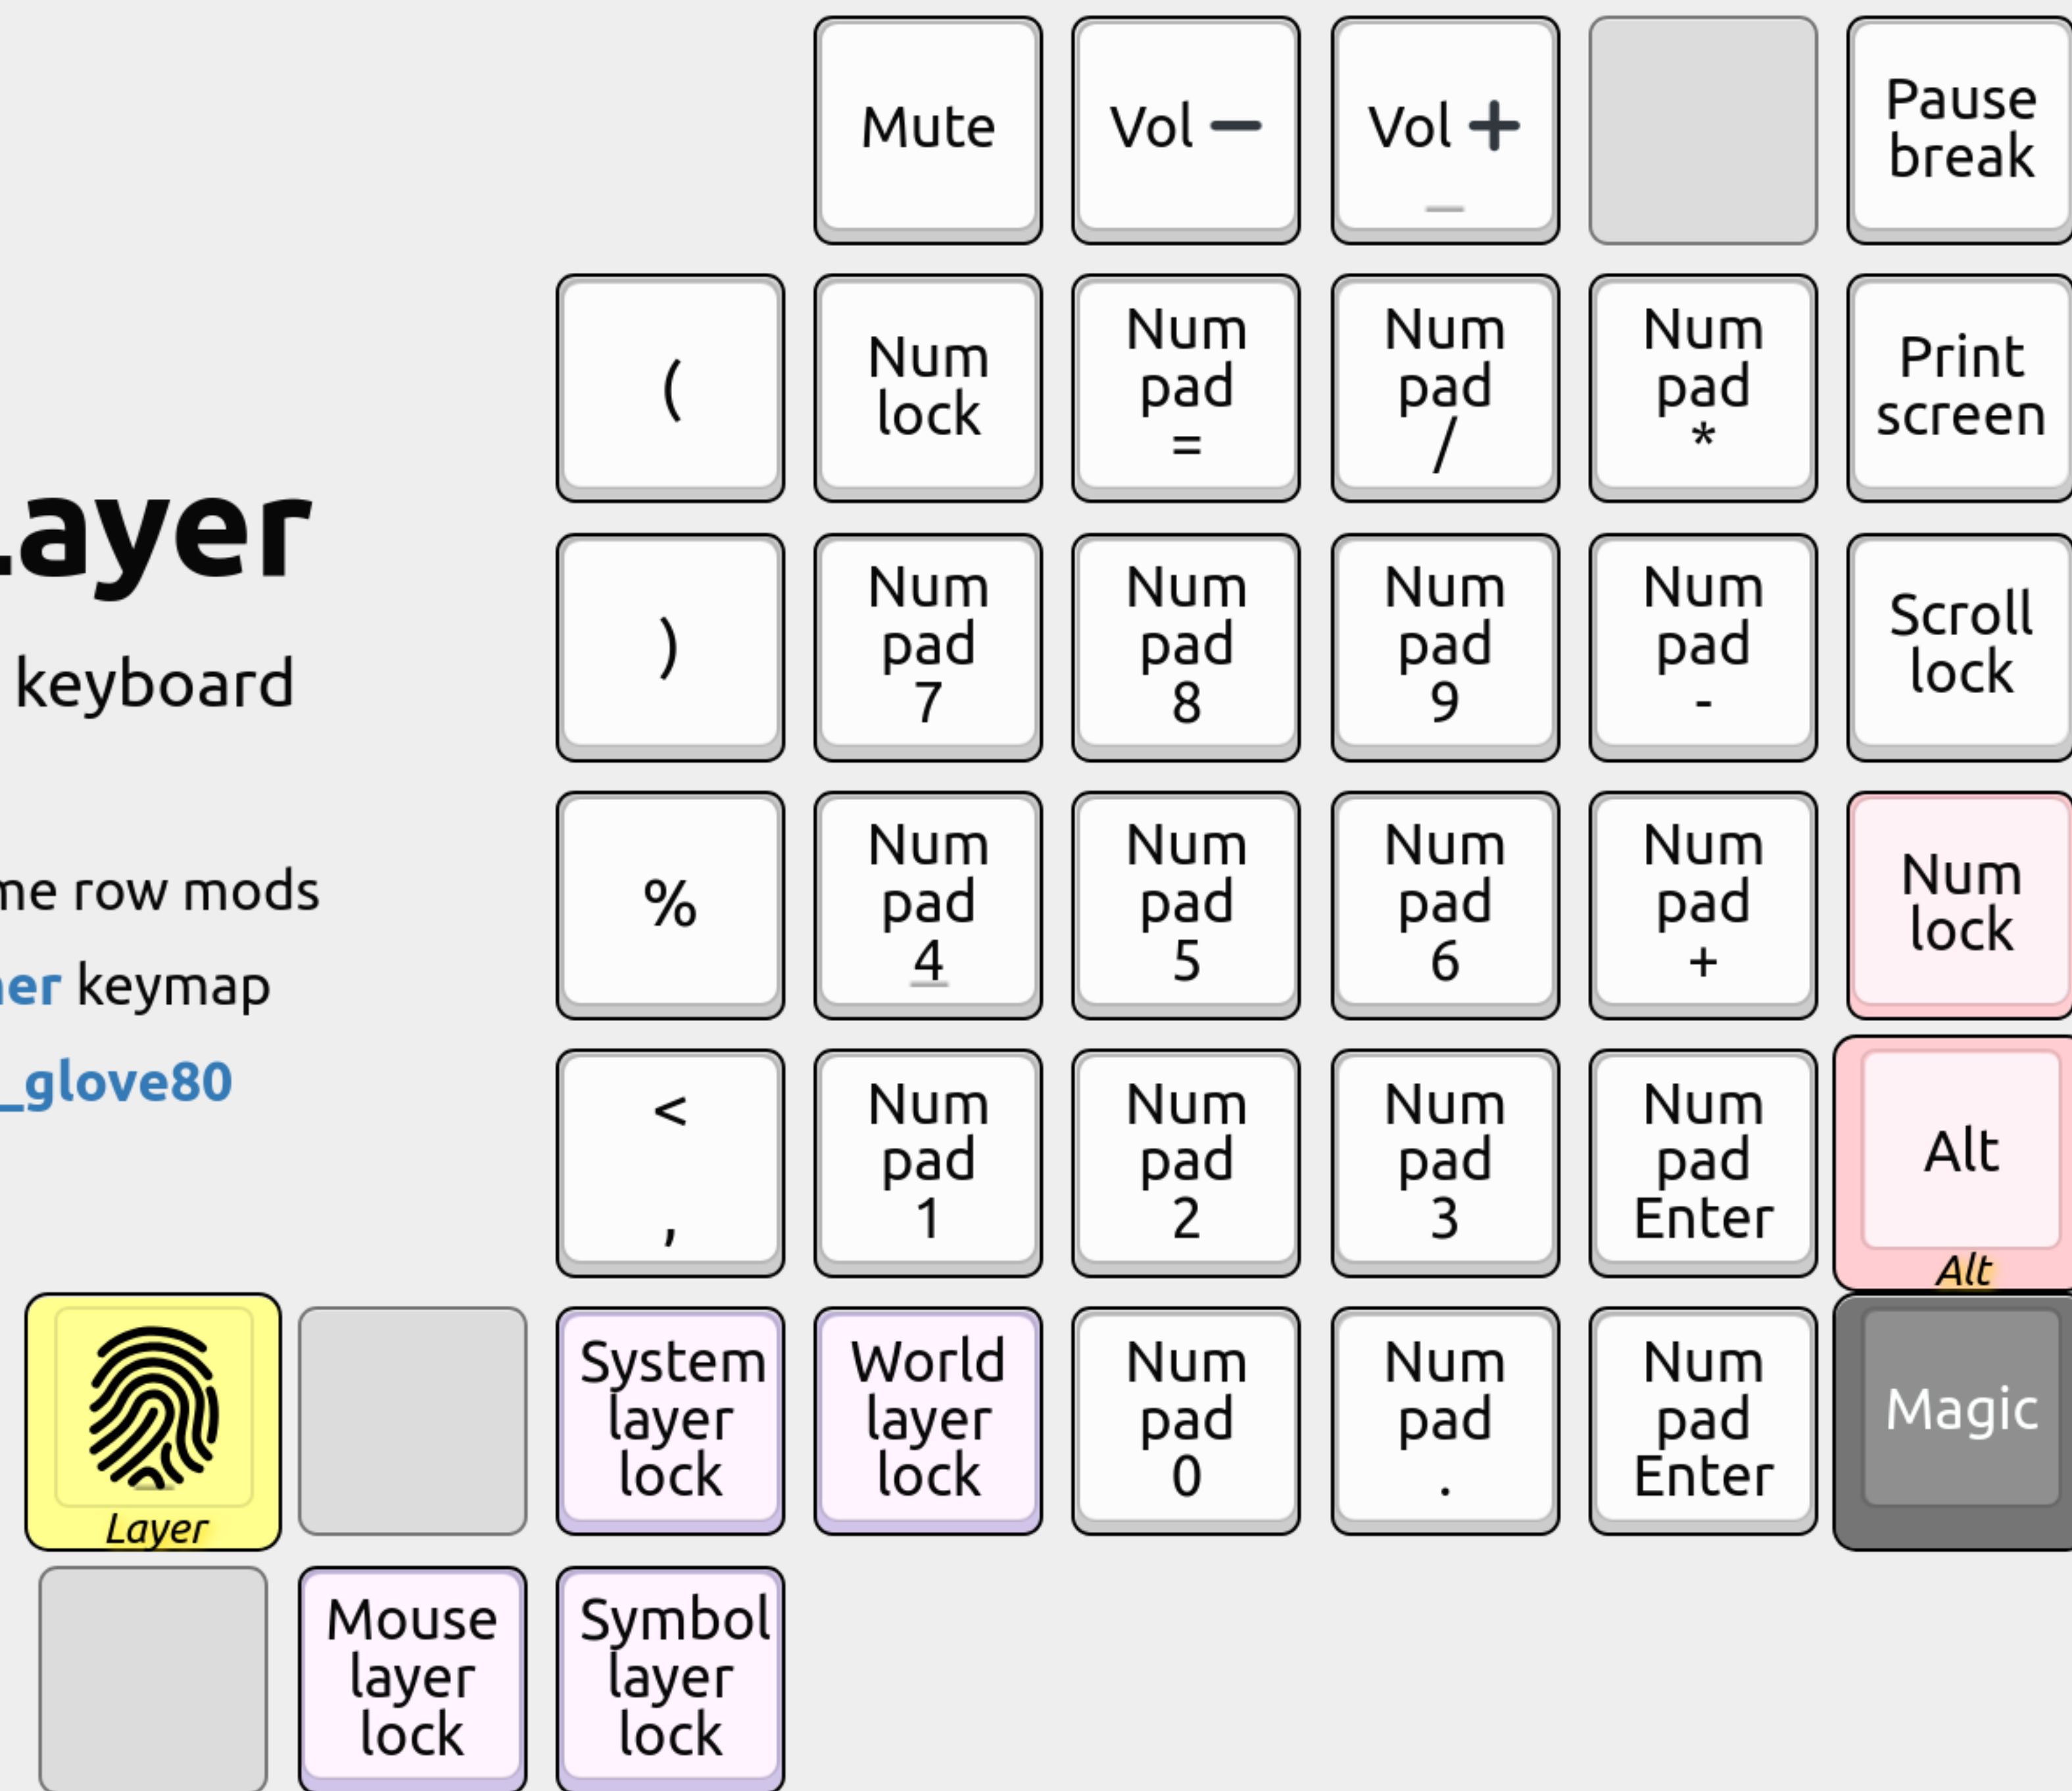 Mute
Vol −
Vol +
Pause
break
(
Num
lock
Num
pad
=
Num
pad
/
Num
pad
*
Print
screen
)
Num
pad
7
Num
pad
8
Num
pad
9
Num
pad
-
Scroll
lock
Layer
keyboard
%
Num
pad
4
Num
pad
5
Num
pad
6
Num
pad
+
Num
lock
me row mods
er keymap
_glove80
<
,
Num
pad
1
Num
pad
2
Num
pad
3
Num
pad
Enter
Alt
Alt
Layer
System
layer
lock
World
layer
lock
Num
pad
0
Num
pad
.
Num
pad
Enter
Magic
Mouse
layer
lock
Symbol
layer
lock